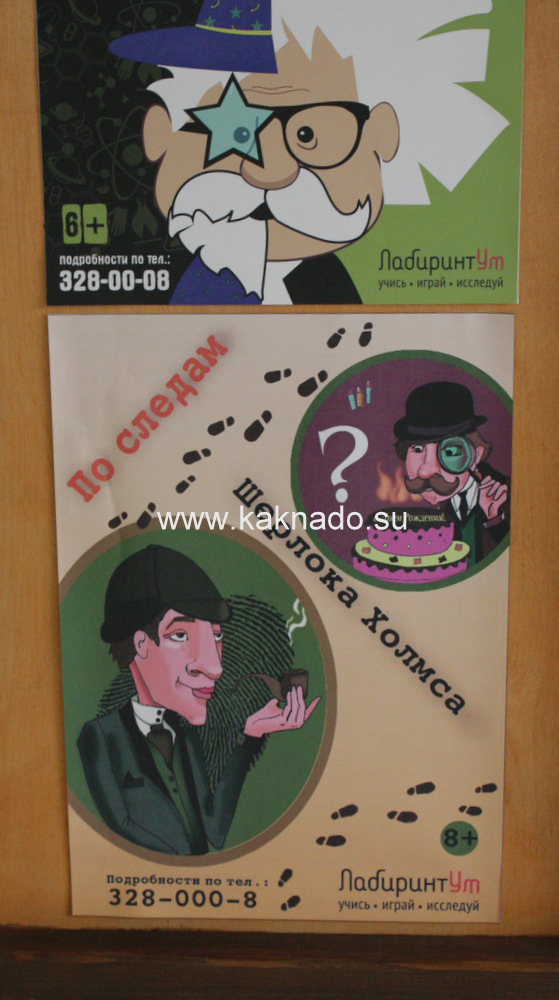 6+
подробности по тел.:
328-00-08
ЛабиринтУм
учись • играй • исследуй
По следам
Шерлока Холмса
?
Рождения!
www.kaknado.su
8+
Подробности по тел.:
328-000-8
ЛабиринтУм
учись • играй • исследуй